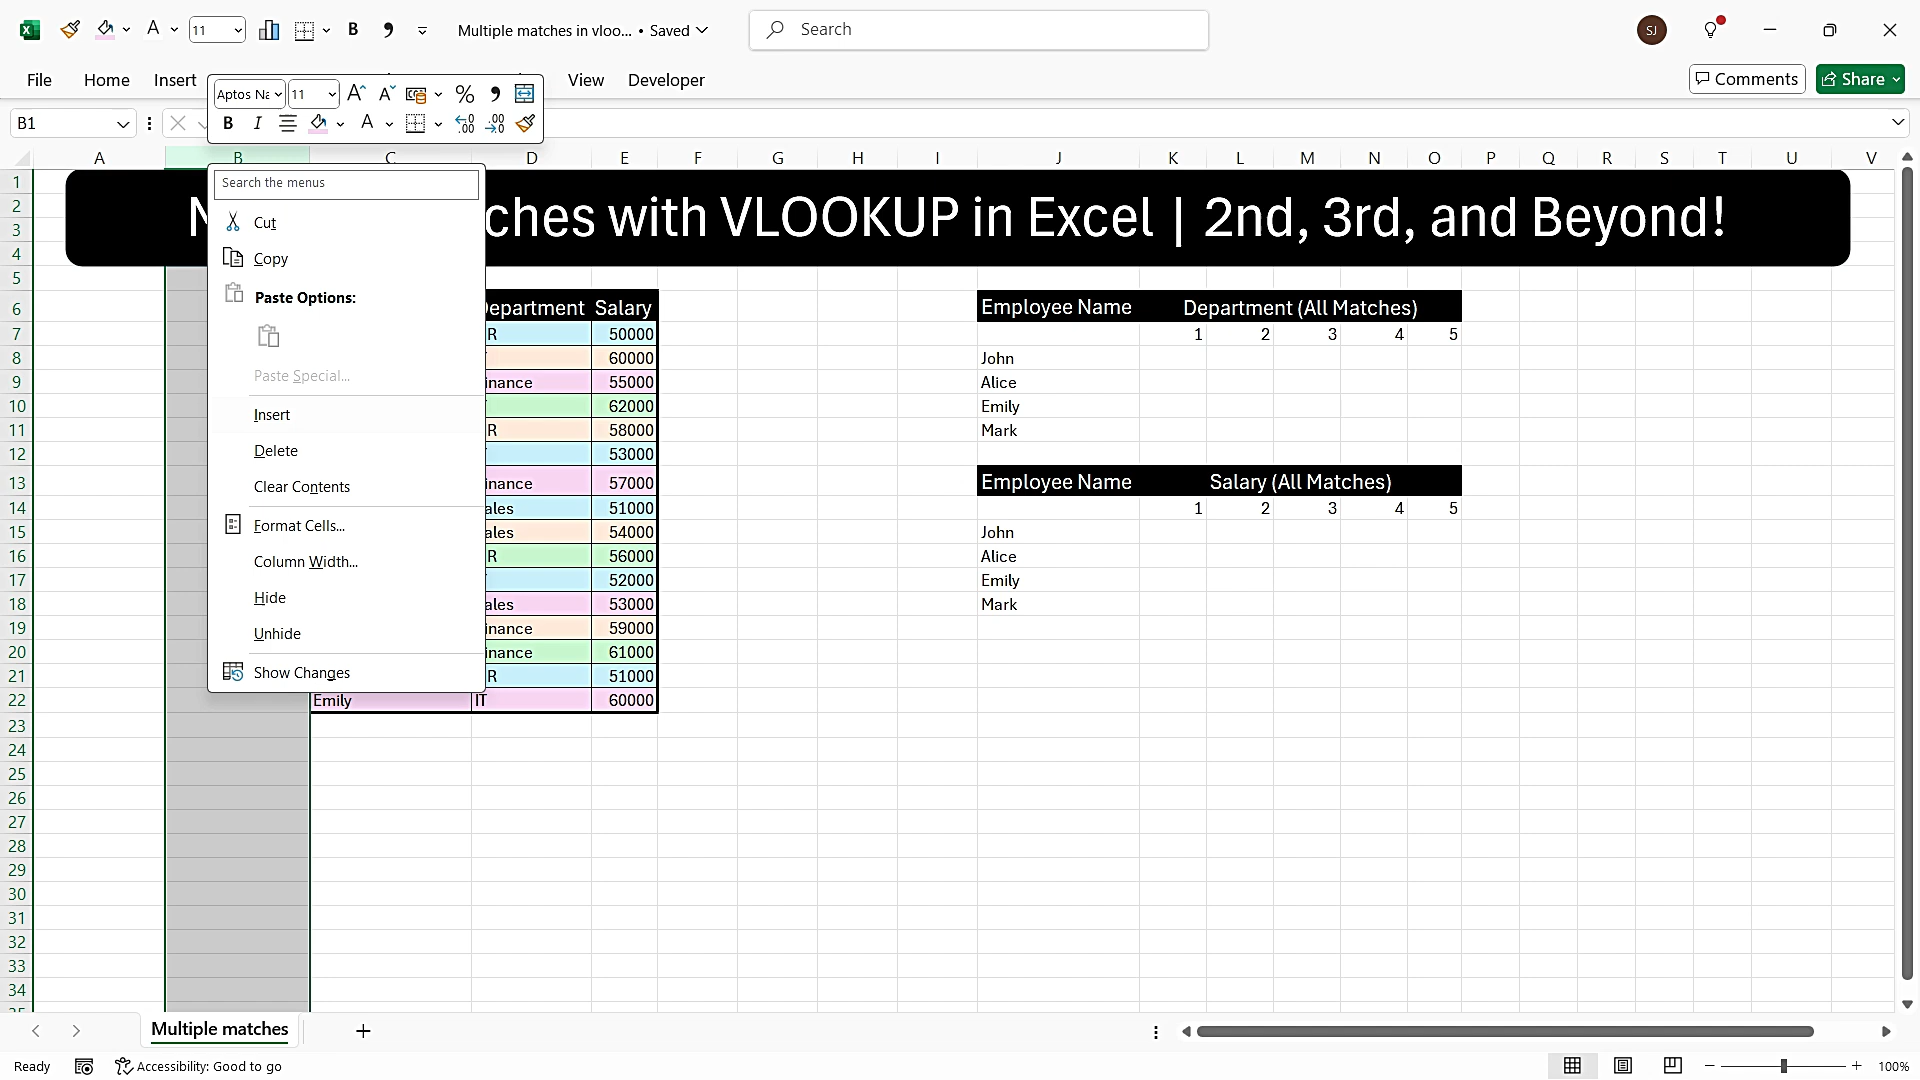 11 B Multiple matches in vloo... • Saved Search SJ
File Home Insert View Developer Comments Share
Aptos Na 11 A A %
B1 B I A .00 .00
A B C D E F G H I J K L M N O P Q R S T U V
Search the menus
Cut
Copy
Paste Options:
Paste Special...
Insert
Delete
Clear Contents
Format Cells...
Column Width...
Hide
Unhide
Show Changes
ches with VLOOKUP in Excel | 2nd, 3rd, and Beyond!
1
2
3
4
5
6 Department Salary Employee Name Department (All Matches)
7 R 50000 1 2 3 4 5
8 60000 John
9 inance 55000 Alice
10 62000 Emily
11 R 58000 Mark
12 53000
13 inance 57000 Employee Name Salary (All Matches)
14 ales 51000 1 2 3 4 5
15 ales 54000 John
16 R 56000 Alice
17 52000 Emily
18 ales 53000 Mark
19 inance 59000
20 inance 61000
21 R 51000
22 Emily IT 60000
23
24
25
26
27
28
29
30
31
32
33
34
Multiple matches
Ready Accessibility: Good to go 100%